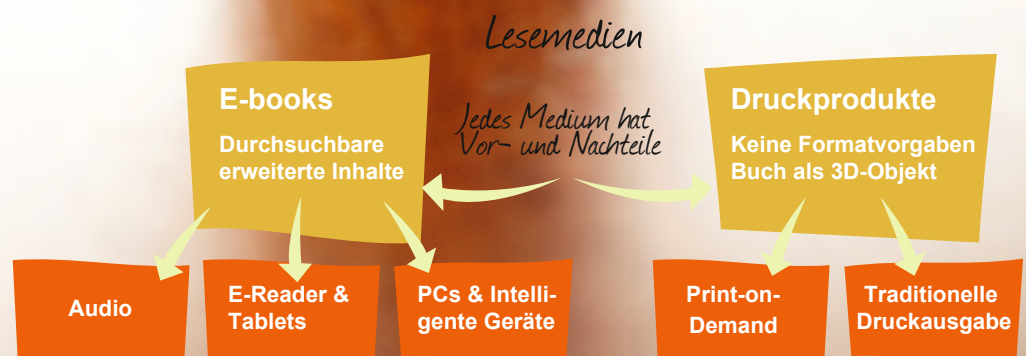 Lesemedien
Jedes Medium hat
Vor- und Nachteile
E-books
Durchsuchbare
erweiterte Inhalte
Druckprodukte
Keine Formatvorgaben
Buch als 3D-Objekt
Audio
E-Reader &
Tablets
PCs & Intelli-
gente Geräte
Print-on-
Demand
Traditionelle
Druckausgabe